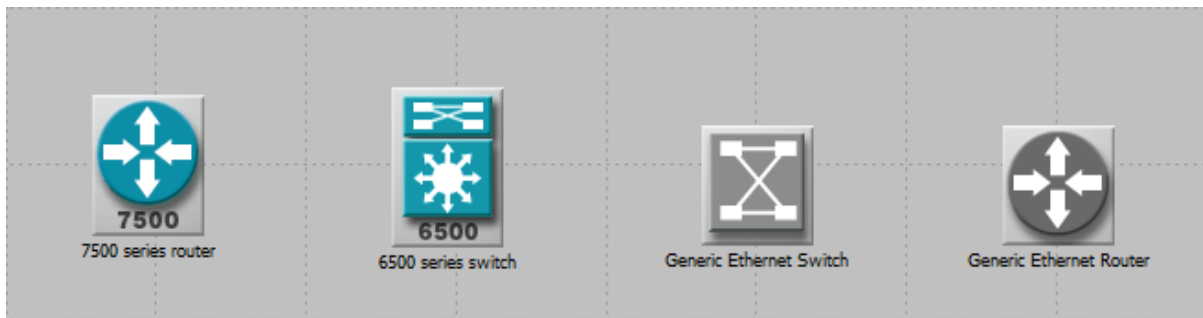 7500
7500 series router
6500
6500 series switch
Generic Ethernet Switch
Generic Ethernet Router